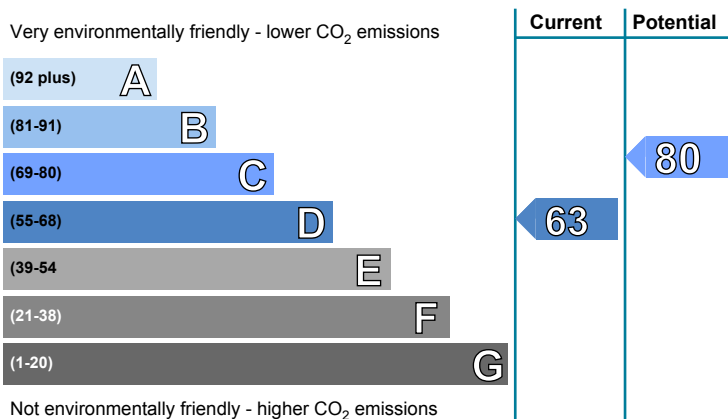 Current Potential
Very environmentally friendly - lower CO2 emissions
(92 plus) A
(81-91) B
(69-80) C
80
(55-68) D
63
(39-54 E
(21-38) F
(1-20) G
Not environmentally friendly - higher CO2 emissions